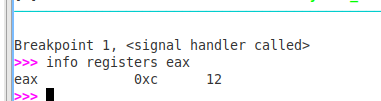 Breakpoint 1, <signal handler called>
>>> info registers eax
eax            0xc      12
>>>